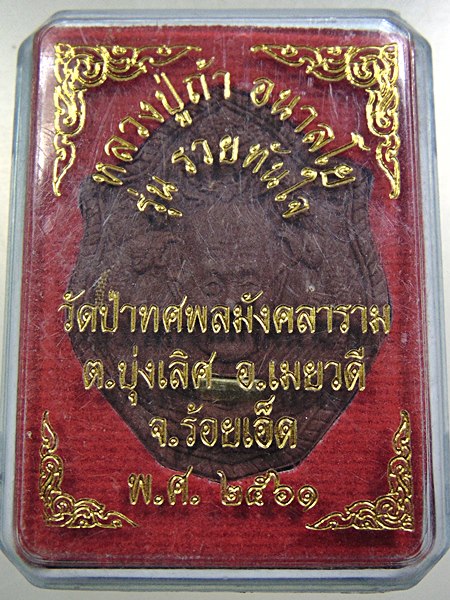 หลวงปู่ถ้า อนาลโย
รุ่น รวยทันใจ
วัดป่าทศพลมังคลาราม
ต.บุ่งเลิศ อ.เมยวดี
จ.ร้อยเอ็ด
พ.ศ. ๒๕๖๑